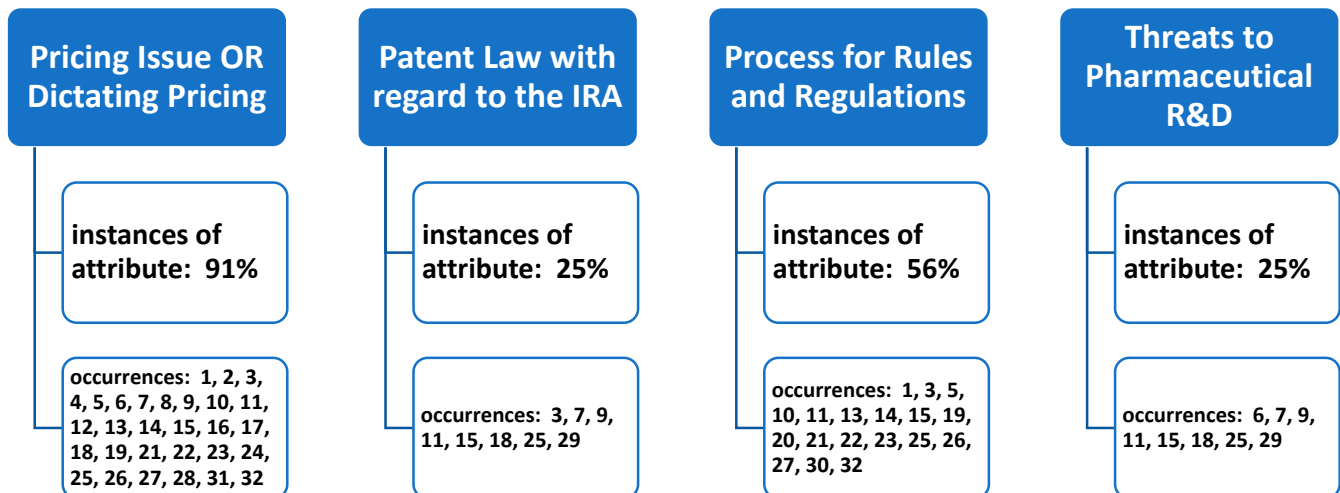 Pricing Issue OR
Dictating Pricing
instances of
attribute:  91%
occurrences:  1, 2, 3,
4, 5, 6, 7, 8, 9, 10, 11,
12, 13, 14, 15, 16, 17,
18, 19, 21, 22, 23, 24,
25, 26, 27, 28, 31, 32
Patent Law with
regard to the IRA
instances of
attribute:  25%
occurrences:  3, 7, 9,
11, 15, 18, 25, 29
Process for Rules
and Regulations
instances of
attribute:  56%
occurrences:  1, 3, 5,
10, 11, 13, 14, 15, 19,
20, 21, 22, 23, 25, 26,
27, 30, 32
Threats to
Pharmaceutical
R&D
instances of
attribute:  25%
occurrences:  6, 7, 9,
11, 15, 18, 25, 29